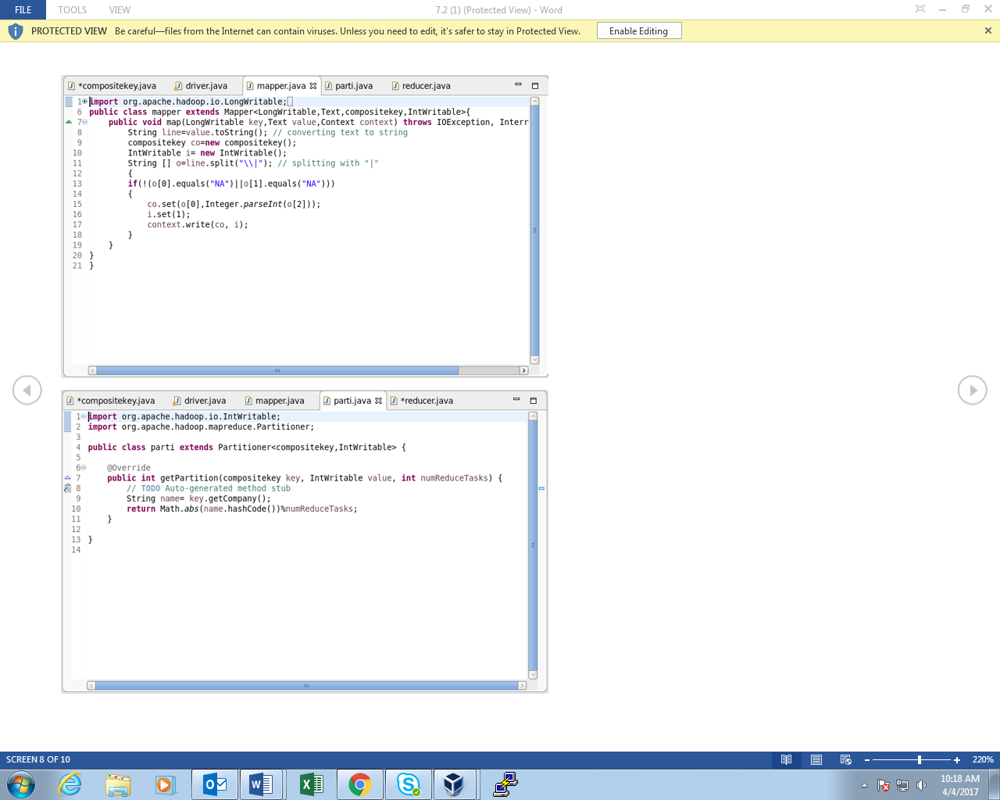 FILE TOOLS VIEW 7.2 (1) (Protected View) - Word
PROTECTED VIEW Be careful—files from the Internet can contain viruses. Unless you need to edit, it's safer to stay in Protected View. Enable Editing
*compositekey.java driver.java mapper.java parti.java reducer.java
1 import org.apache.hadoop.io.LongWritable;
6 public class mapper extends Mapper<LongWritable,Text,compositekey,IntWritable>{
7 public void map(LongWritable key,Text value,Context context) throws IOException, Interr
8 String line=value.toString(); // converting text to string
9 compositekey co=new compositekey();
10 IntWritable i= new IntWritable();
11 String [] o=line.split("\\|"); // splitting with "|"
12 {
13 if(!(o[0].equals("NA")||o[1].equals("NA")))
14 {
15 co.set(o[0],Integer.parseInt(o[2]));
16 i.set(1);
17 context.write(co, i);
18 }
19 }
20 }
21 }
*compositekey.java driver.java mapper.java parti.java *reducer.java
1 import org.apache.hadoop.io.IntWritable;
2 import org.apache.hadoop.mapreduce.Partitioner;
3
4 public class parti extends Partitioner<compositekey,IntWritable> {
5
6 @Override
7 public int getPartition(compositekey key, IntWritable value, int numReduceTasks) {
8 // TODO Auto-generated method stub
9 String name= key.getCompany();
10 return Math.abs(name.hashCode())%numReduceTasks;
11 }
12
13 }
14
SCREEN 8 OF 10 220%
10:18 AM
4/4/2017